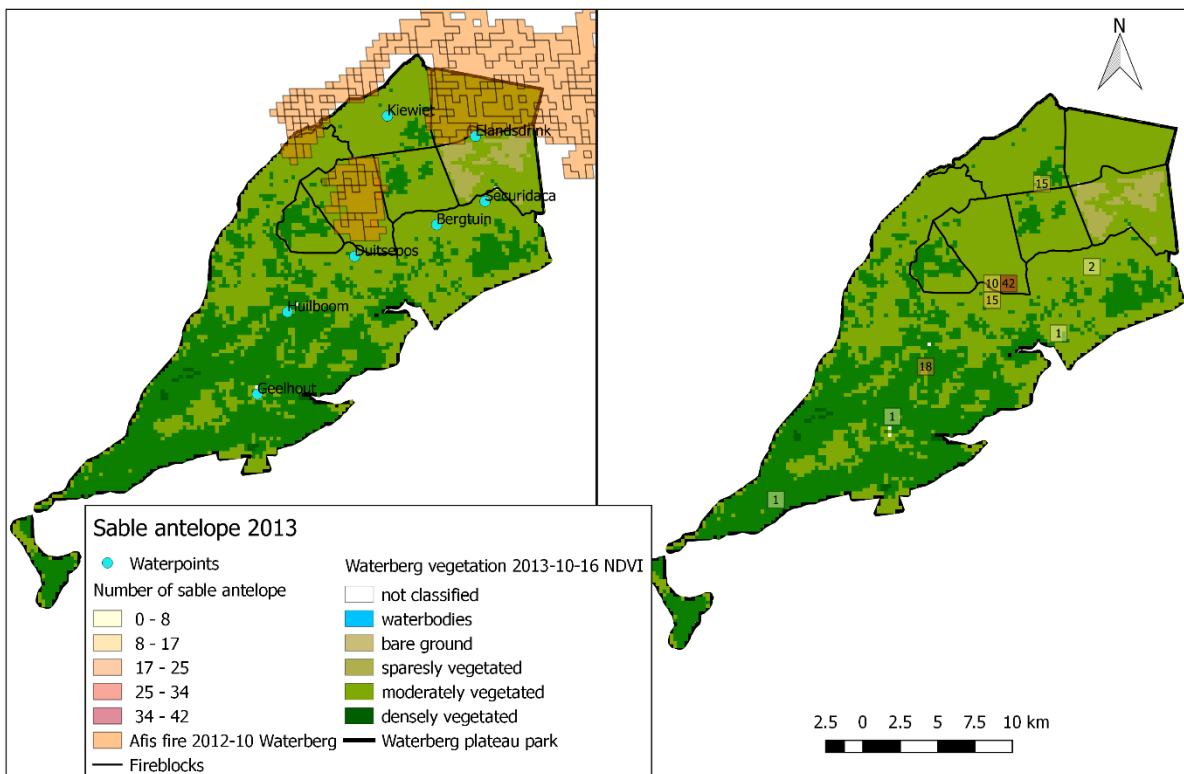 Kiewiet
Elandsdrink
Securidaca
Bergtuin
Duitsepos
Huilboom
Geelhout
N
15
2
10 42
15
1
18
1
1
Sable antelope 2013
Waterpoints
Number of sable antelope
0 - 8
8 - 17
17 - 25
25 - 34
34 - 42
Afis fire 2012-10 Waterberg
Fireblocks
Waterberg vegetation 2013-10-16 NDVI
not classified
waterbodies
bare ground
sparesly vegetated
moderately vegetated
densely vegetated
Waterberg plateau park
2.5 0 2.5 5 7.5 10 km